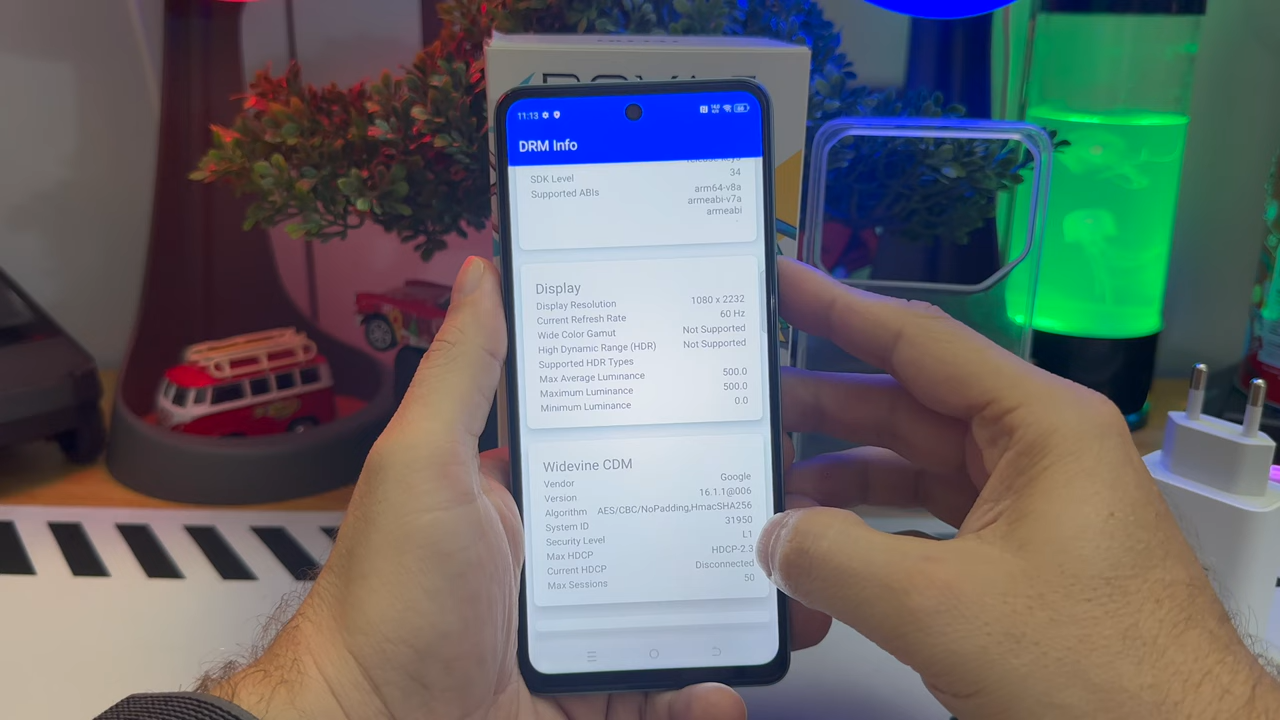 11:13
DRM Info
SDK Level 34
Supported ABIs arm64-v8a
armeabi-v7a
armeabi
Display
Display Resolution 1080 x 2232
Current Refresh Rate 60 Hz
Wide Color Gamut Not Supported
High Dynamic Range (HDR) Not Supported
Supported HDR Types
Max Average Luminance 500.0
Maximum Luminance 500.0
Minimum Luminance 0.0
Widevine CDM
Vendor Google
Version 16.1.1@006
Algorithm AES/CBC/NoPadding,HmacSHA256
System ID 31950
Security Level L1
Max HDCP HDCP-2.3
Current HDCP Disconnected
Max Sessions 50